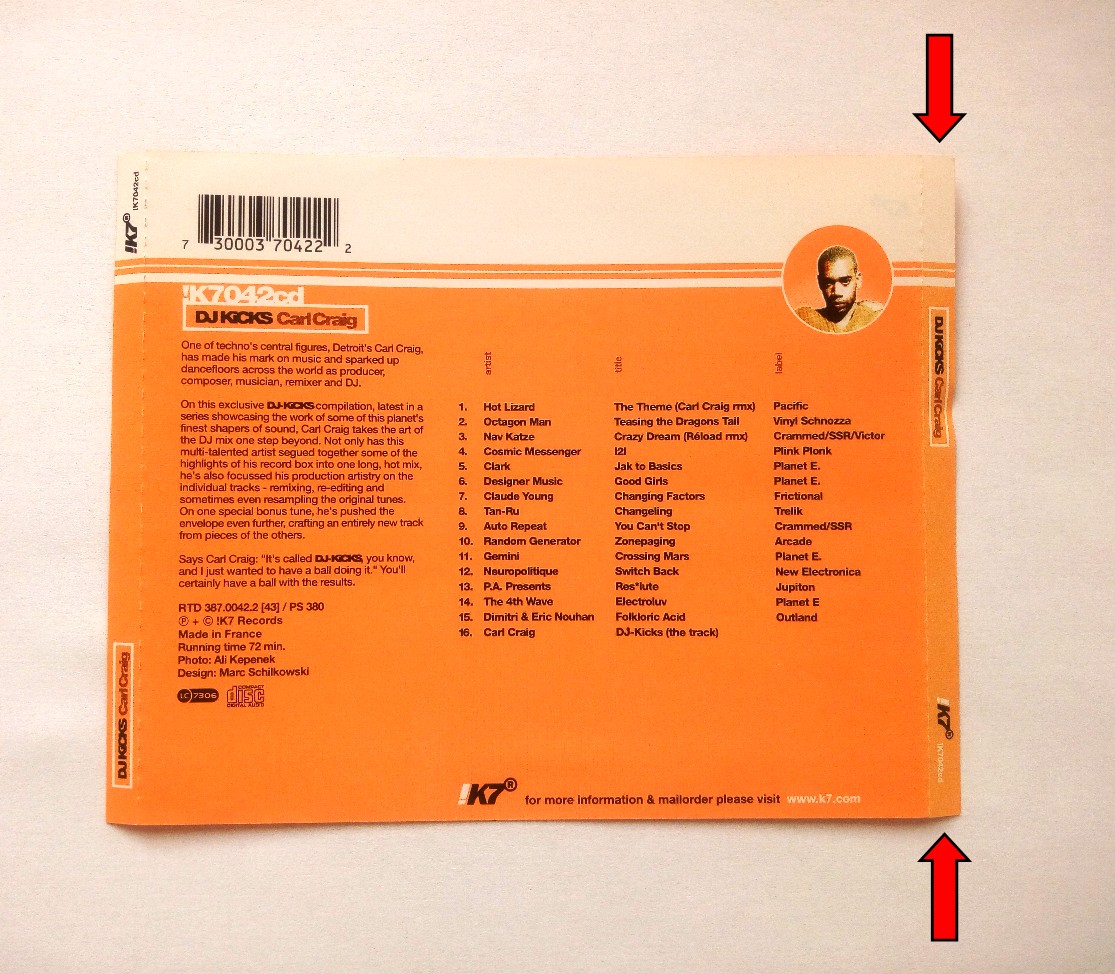 !K7® !K7042cd
7 30003 70422 2
!K7042cd
DJ KiCKS Carl Craig
One of techno's central figures, Detroit's Carl Craig,
has made his mark on music and sparked up
dancefloors across the world as producer,
composer, musician, remixer and DJ.
On this exclusive DJ-KiCKS compilation, latest in a
series showcasing the work of some of this planet's
finest shapers of sound, Carl Craig takes the art of
the DJ mix one step beyond. Not only has this
multi-talented artist segued together some of the
highlights of his record box into one long, hot mix,
he's also focussed his production artistry on the
individual tracks - remixing, re-editing and
sometimes even resampling the original tunes.
On one special bonus tune, he's pushed the
envelope even further, crafting an entirely new track
from pieces of the others.
Says Carl Craig: "It's called DJ-KiCKS, you know,
and I just wanted to have a ball doing it." You'll
certainly have a ball with the results.
RTD 387.0042.2 [43] / PS 380
℗ + © !K7 Records
Made in France
Running time 72 min.
Photo: Ali Kepenek
Design: Marc Schilkowski
LC 7306 COMPACT disc DIGITAL AUDIO
artist title label
1. Hot Lizard The Theme (Carl Craig rmx) Pacific
2. Octagon Man Teasing the Dragons Tail Vinyl Schnozza
3. Nav Katze Crazy Dream (Réload rmx) Crammed/SSR/Victor
4. Cosmic Messenger I2I Plink Plonk
5. Clark Jak to Basics Planet E.
6. Designer Music Good Girls Planet E.
7. Claude Young Changing Factors Frictional
8. Tan-Ru Changeling Trelik
9. Auto Repeat You Can't Stop Crammed/SSR
10. Random Generator Zonepaging Arcade
11. Gemini Crossing Mars Planet E.
12. Neuropolitique Switch Back New Electronica
13. P.A. Presents Res*lute Jupiton
14. The 4th Wave Electroluv Planet E
15. Dimitri & Eric Nouhan Folkloric Acid Outland
16. Carl Craig DJ-Kicks (the track)
!K7® for more information & mailorder please visit www.k7.com
DJ KiCKS Carl Craig
DJ KiCKS Carl Craig
!K7® !K7042cd